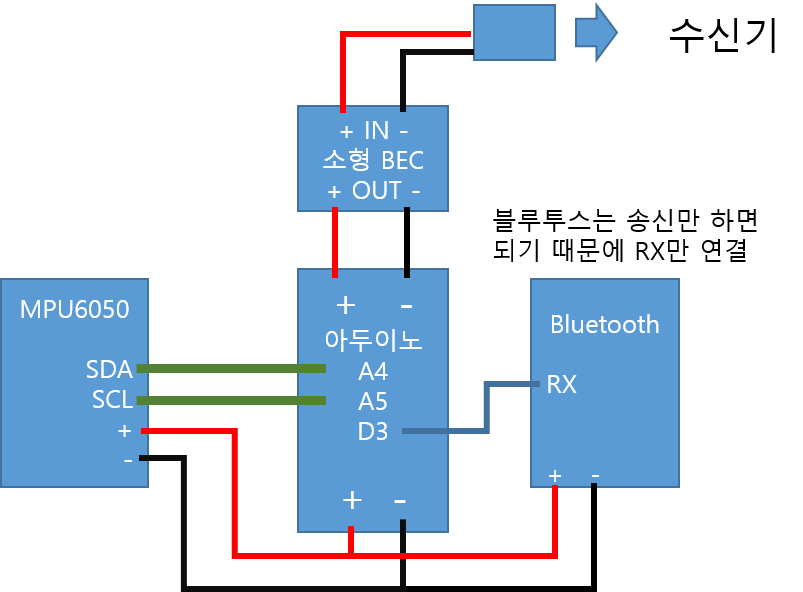 수신기
+ IN -
소형 BEC
+ OUT -
블루투스는 송신만 하면
되기 때문에 RX만 연결
MPU6050
SDA
SCL
+
-
+ -
아두이노
A4
A5
D3
+ -
Bluetooth
RX
+ -